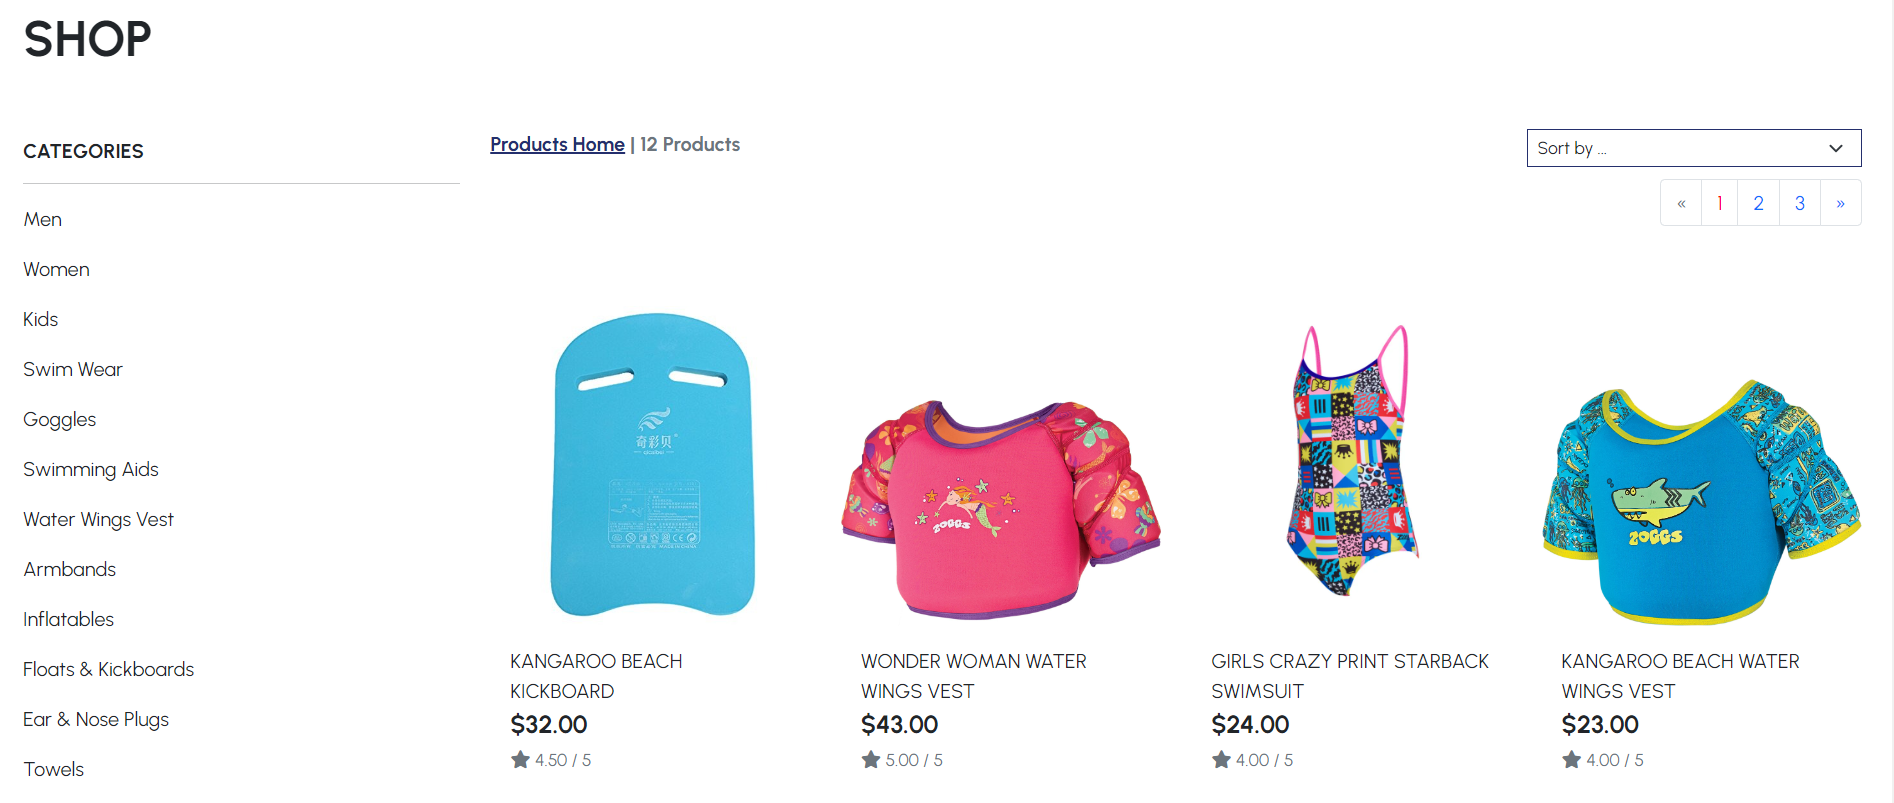 SHOP
CATEGORIES
Men
Women
Kids
Swim Wear
Goggles
Swimming Aids
Water Wings Vest
Armbands
Inflatables
Floats & Kickboards
Ear & Nose Plugs
Towels
Products Home | 12 Products
Sort by ...
« 1 2 3 »
奇彩贝
ZOGGS
ZOGGS
KANGAROO BEACH
KICKBOARD
$32.00
4.50 / 5
WONDER WOMAN WATER
WINGS VEST
$43.00
5.00 / 5
GIRLS CRAZY PRINT STARBACK
SWIMSUIT
$24.00
4.00 / 5
KANGAROO BEACH WATER
WINGS VEST
$23.00
4.00 / 5